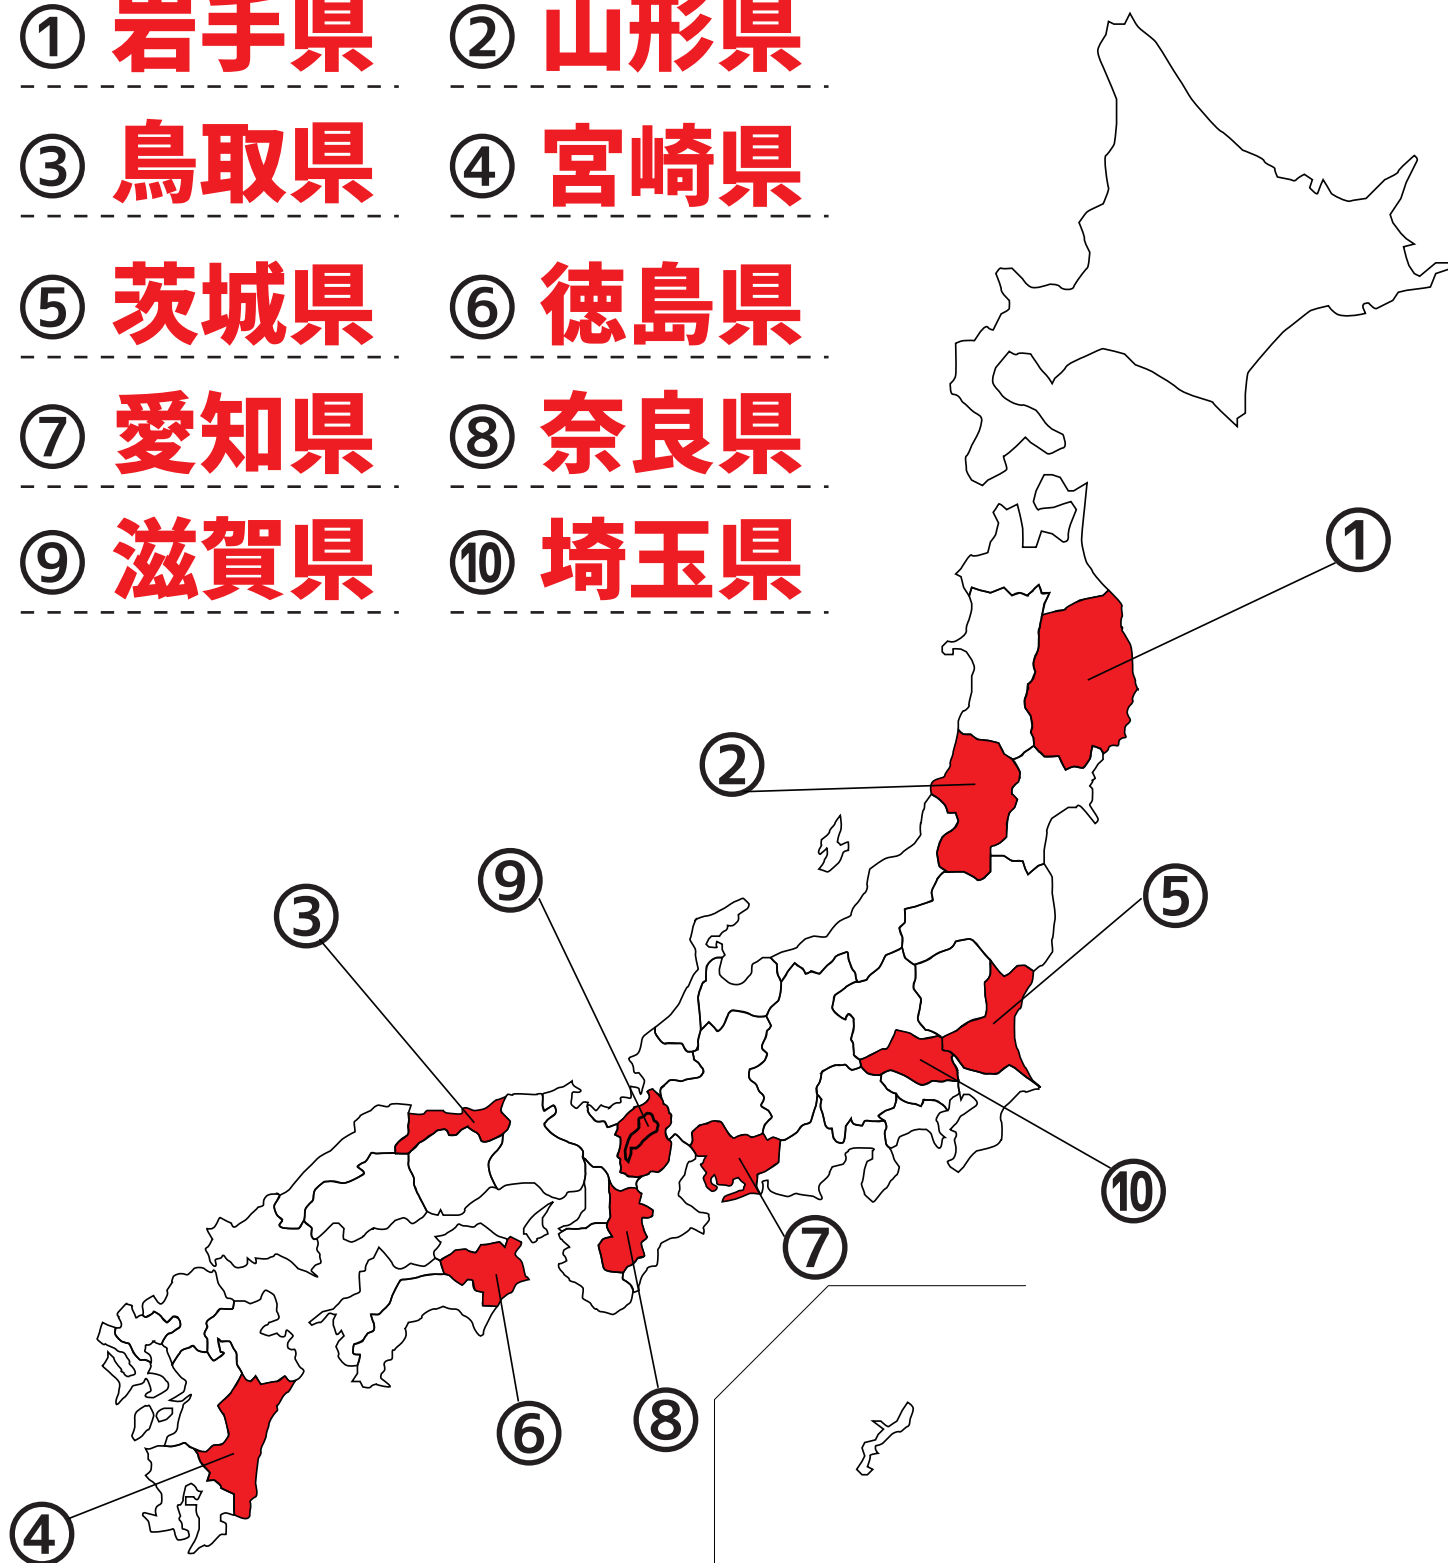 ① 岩手県 ② 山形県
③ 鳥取県 ④ 宮崎県
⑤ 茨城県 ⑥ 徳島県
⑦ 愛知県 ⑧ 奈良県
⑨ 滋賀県 ⑩ 埼玉県
①
②
⑨
⑤
③
⑩
⑦
⑧
⑥
④